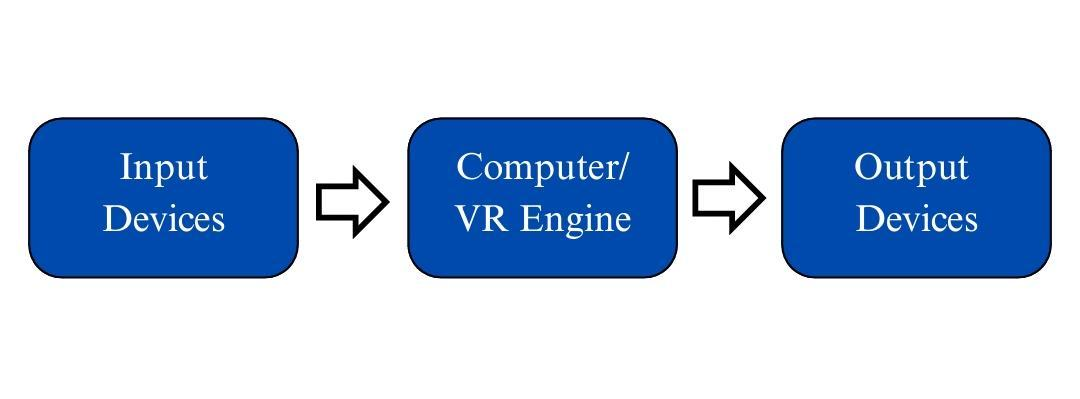 Input
Devices
Computer/
VR Engine
Output
Devices